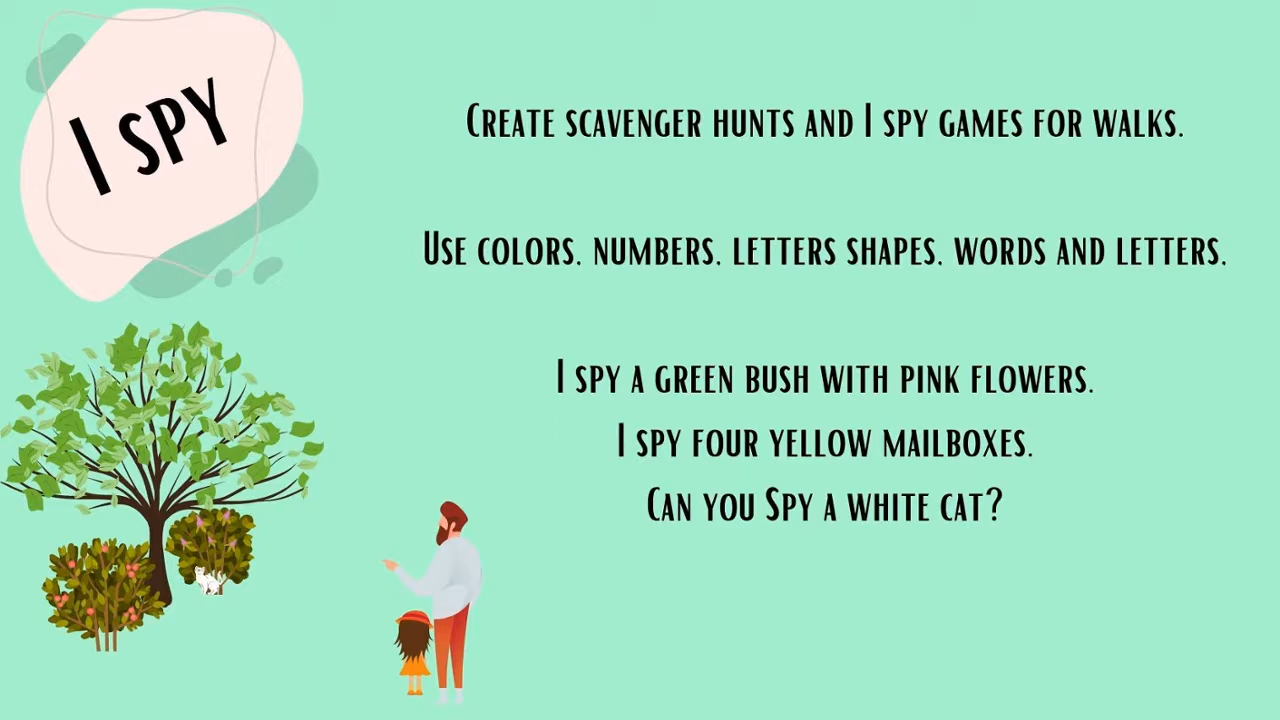 I SPY
CREATE SCAVENGER HUNTS AND I SPY GAMES FOR WALKS.
USE COLORS, NUMBERS, LETTERS SHAPES, WORDS AND LETTERS.
I SPY A GREEN BUSH WITH PINK FLOWERS.
I SPY FOUR YELLOW MAILBOXES.
CAN YOU SPY A WHITE CAT?